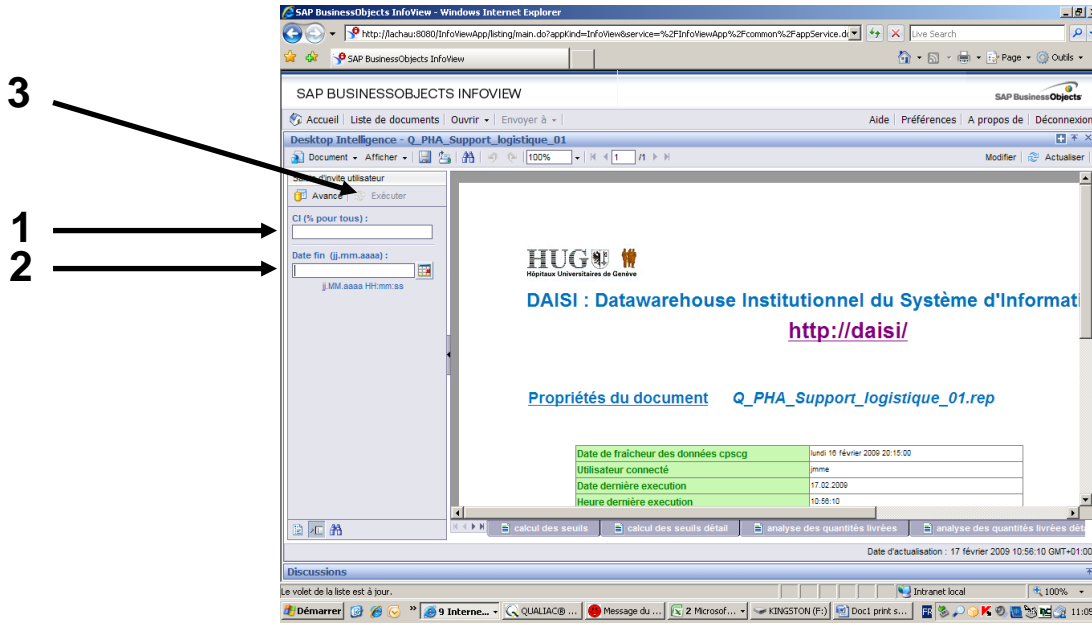 SAP BusinessObjects InfoView - Windows Internet Explorer
http://lachau:8080/InfoViewApp/listing/main.do?appKind=InfoView&service=%2FInfoViewApp%2Fcommon%2FappService.do
Live Search
SAP BusinessObjects InfoView
Page
Outils
SAP BUSINESSOBJECTS INFOVIEW
SAP BusinessObjects
3
Accueil
Liste de documents
Ouvrir
Envoyer à
Aide
Préférences
A propos de
Déconnexion
Desktop Intelligence - Q_PHA_Support_logistique_01
Document
Afficher
100%
1
/1
Modifier
Actualiser
d'invite utilisateur
Avancé
Exécuter
1
CI (% pour tous) :
2
Date fin (jj.mm.aaaa) :
jj.MM.aaaa HH:mm:ss
HUG
Hôpitaux Universitaires de Genève
DAISI : Datawarehouse Institutionnel du Système d'Informati
http://daisi/
Propriétés du document Q_PHA_Support_logistique_01.rep
Date de fraîcheur des données cpscg lundi 16 février 2009 20:15:00
Utilisateur connecté jmme
Date dernière execution 17.02.2009
Heure dernière execution 10:56:10
calcul des seuils
calcul des seuils détail
analyse des quantités livrées
analyse des quantités livrées dét
Date d'actualisation : 17 février 2009 10:56:10 GMT+01:00
Discussions
Le volet de la liste est à jour.
Intranet local
100%
Démarrer
»
9 Interne...
QUALIAC® ...
Message du ...
2 Microsof...
KINGSTON (F:)
Doc1 print s...
FR
11:05